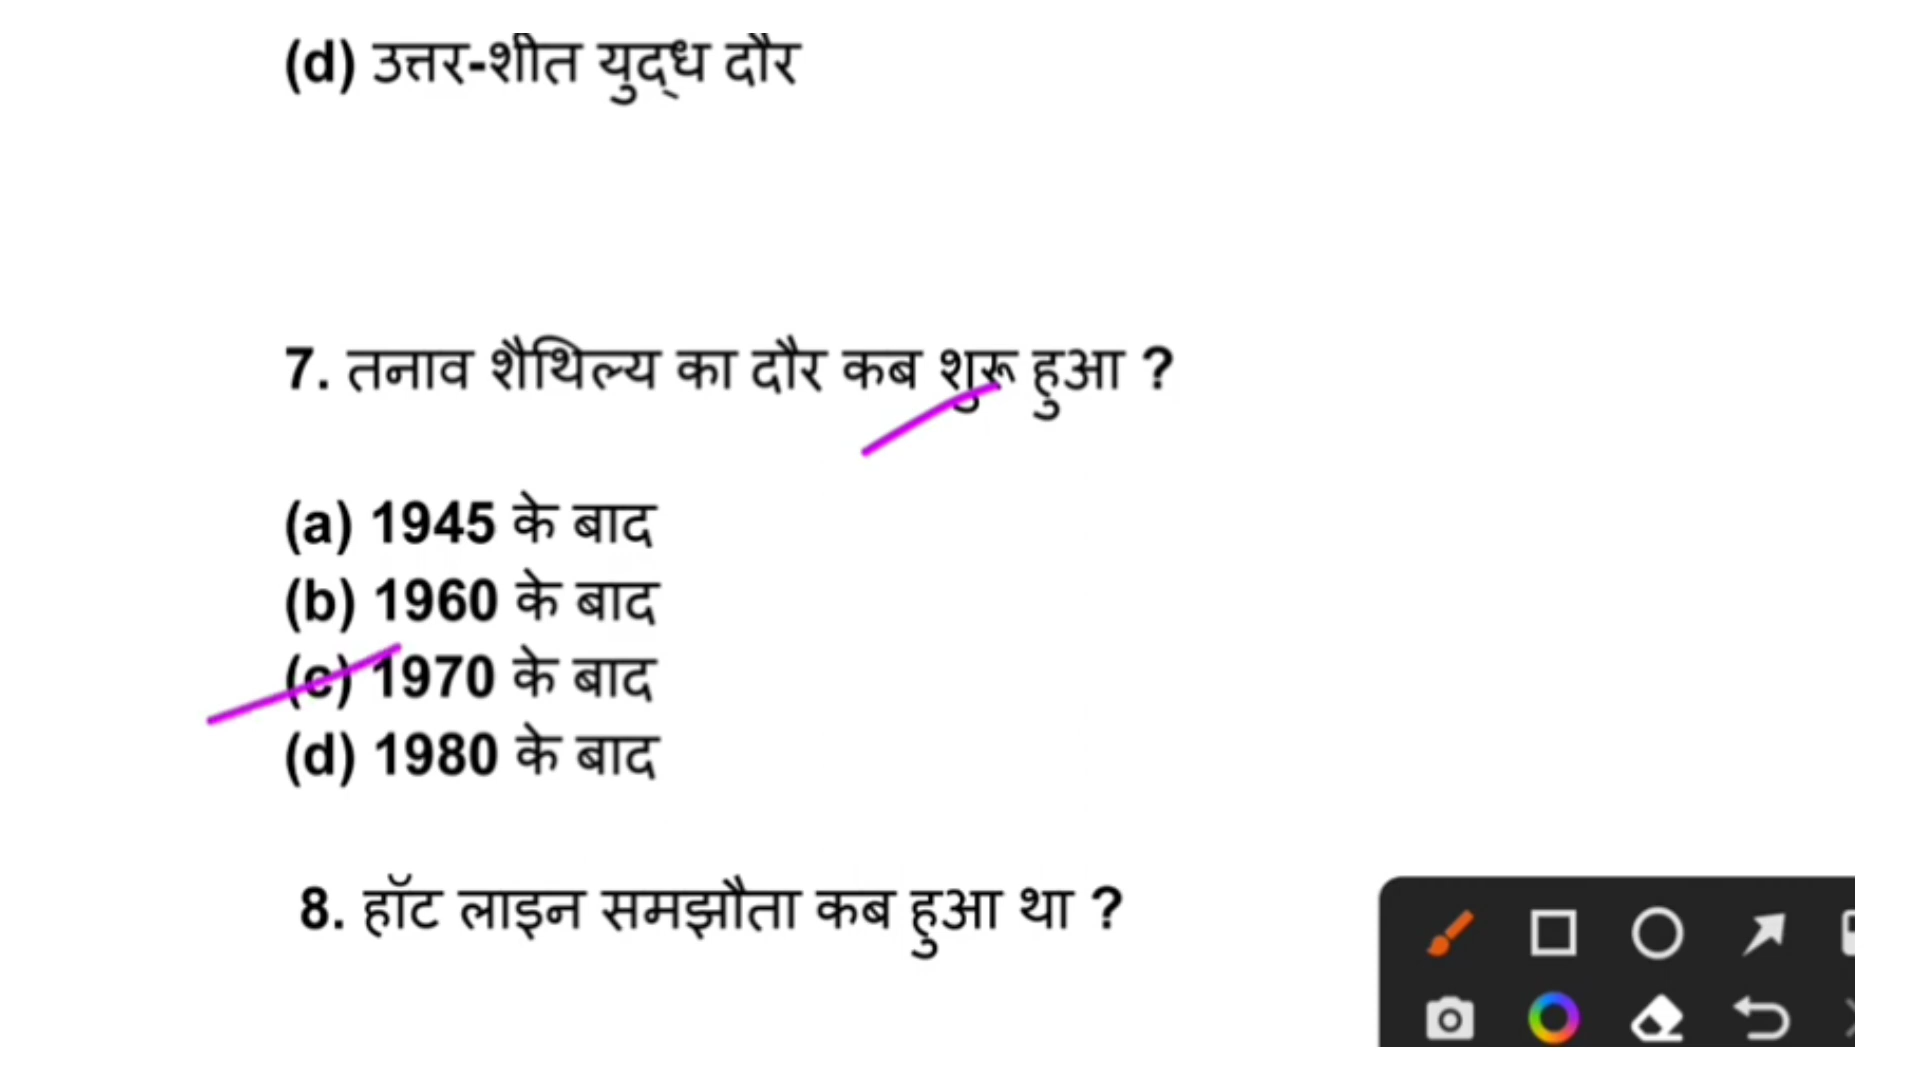 (d) उत्तर-शीत युद्ध दौर
7. तनाव शैथिल्य का दौर कब शुरू हुआ ?
(a) 1945 के बाद
(b) 1960 के बाद
(c) 1970 के बाद
(d) 1980 के बाद
8. हॉट लाइन समझौता कब हुआ था ?